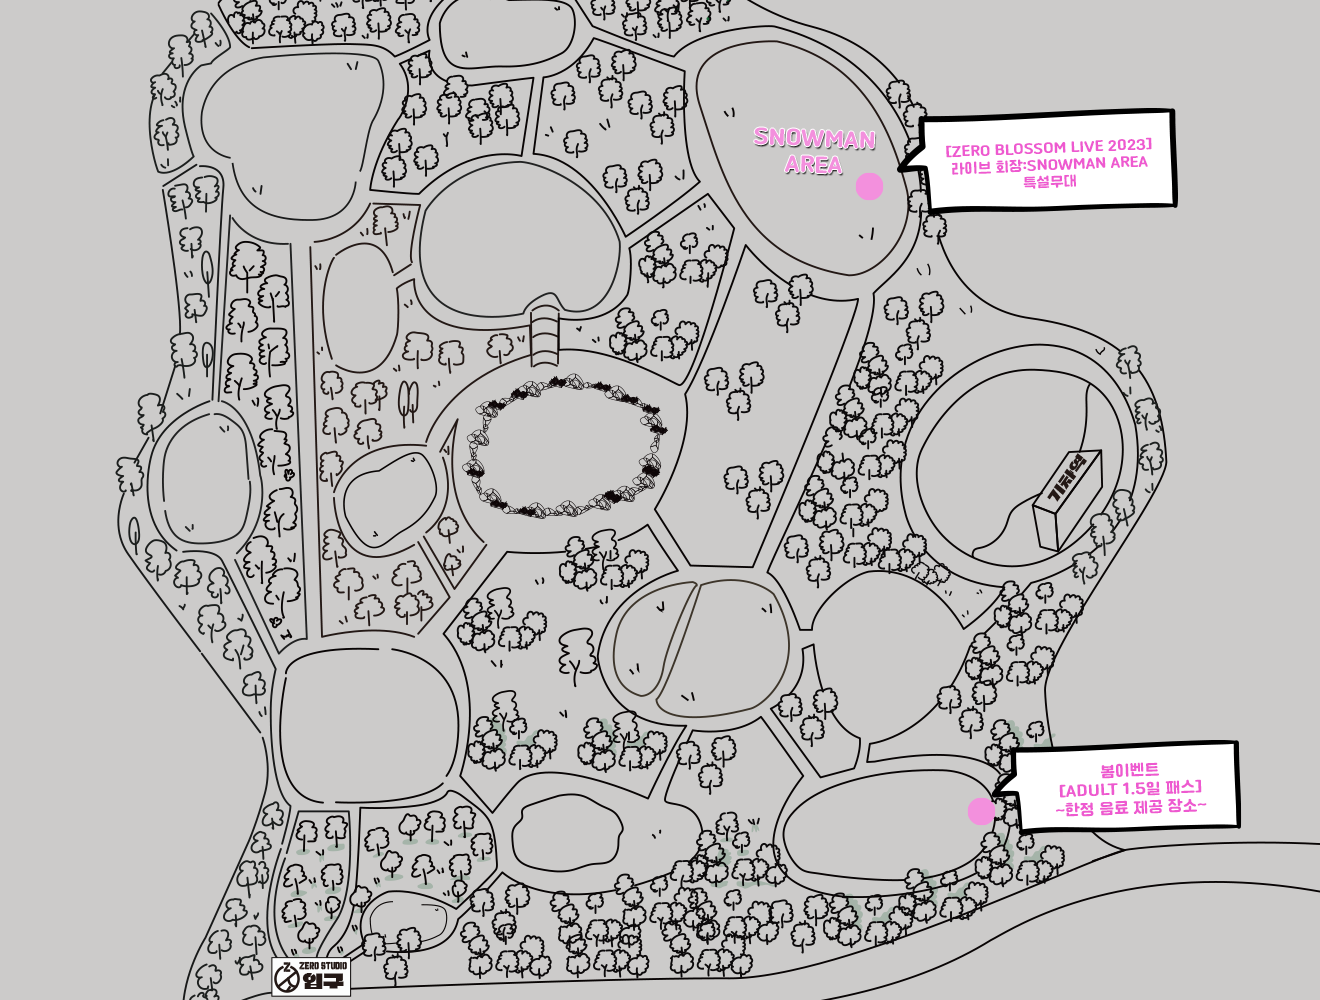 SNOWMAN
AREA
[ZERO BLOSSOM LIVE 2023]
라이브 회장:SNOWMAN AREA
특설무대
기차역
봄이벤트
[ADULT 1.5일 패스]
~한정 음료 제공 장소~
ZERO STUDIO
입구